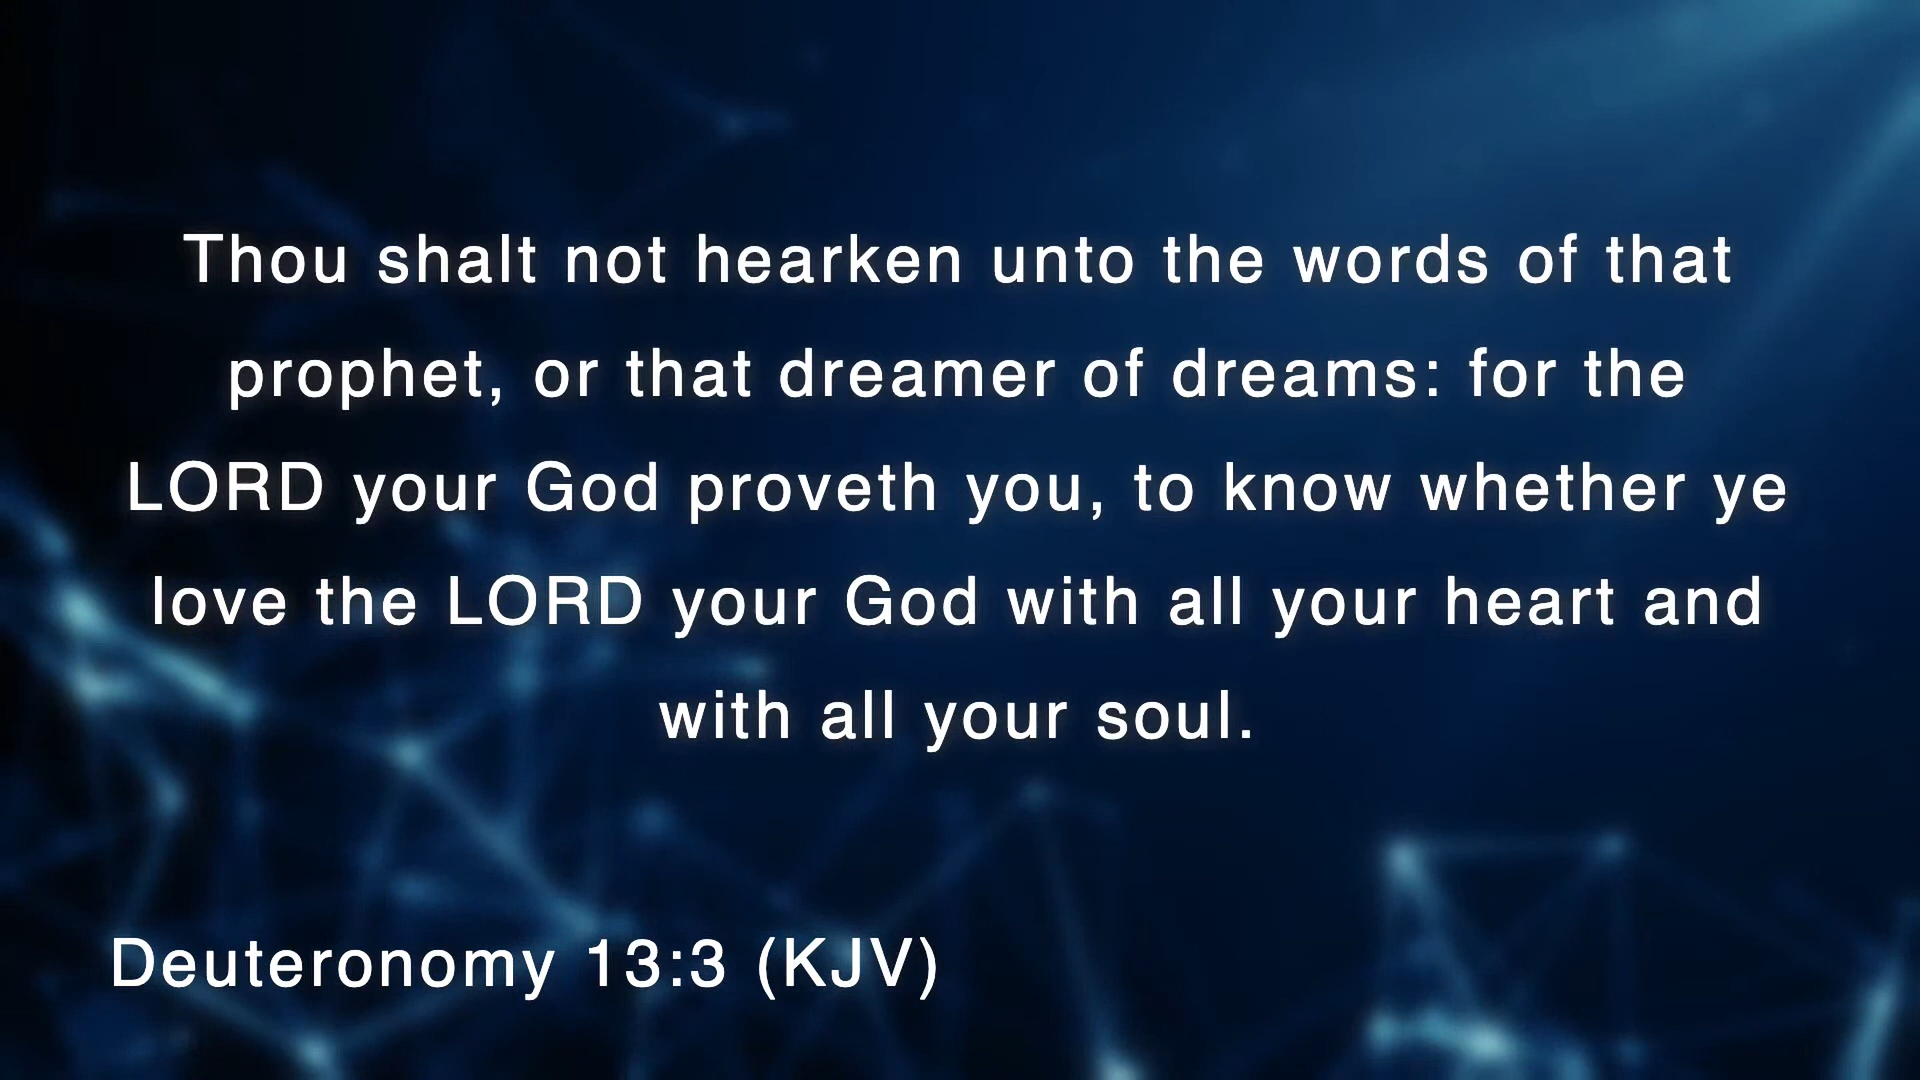 Thou shalt not hearken unto the words of that
prophet, or that dreamer of dreams: for the
LORD your God proveth you, to know whether ye
love the LORD your God with all your heart and
with all your soul.
Deuteronomy 13:3 (KJV)